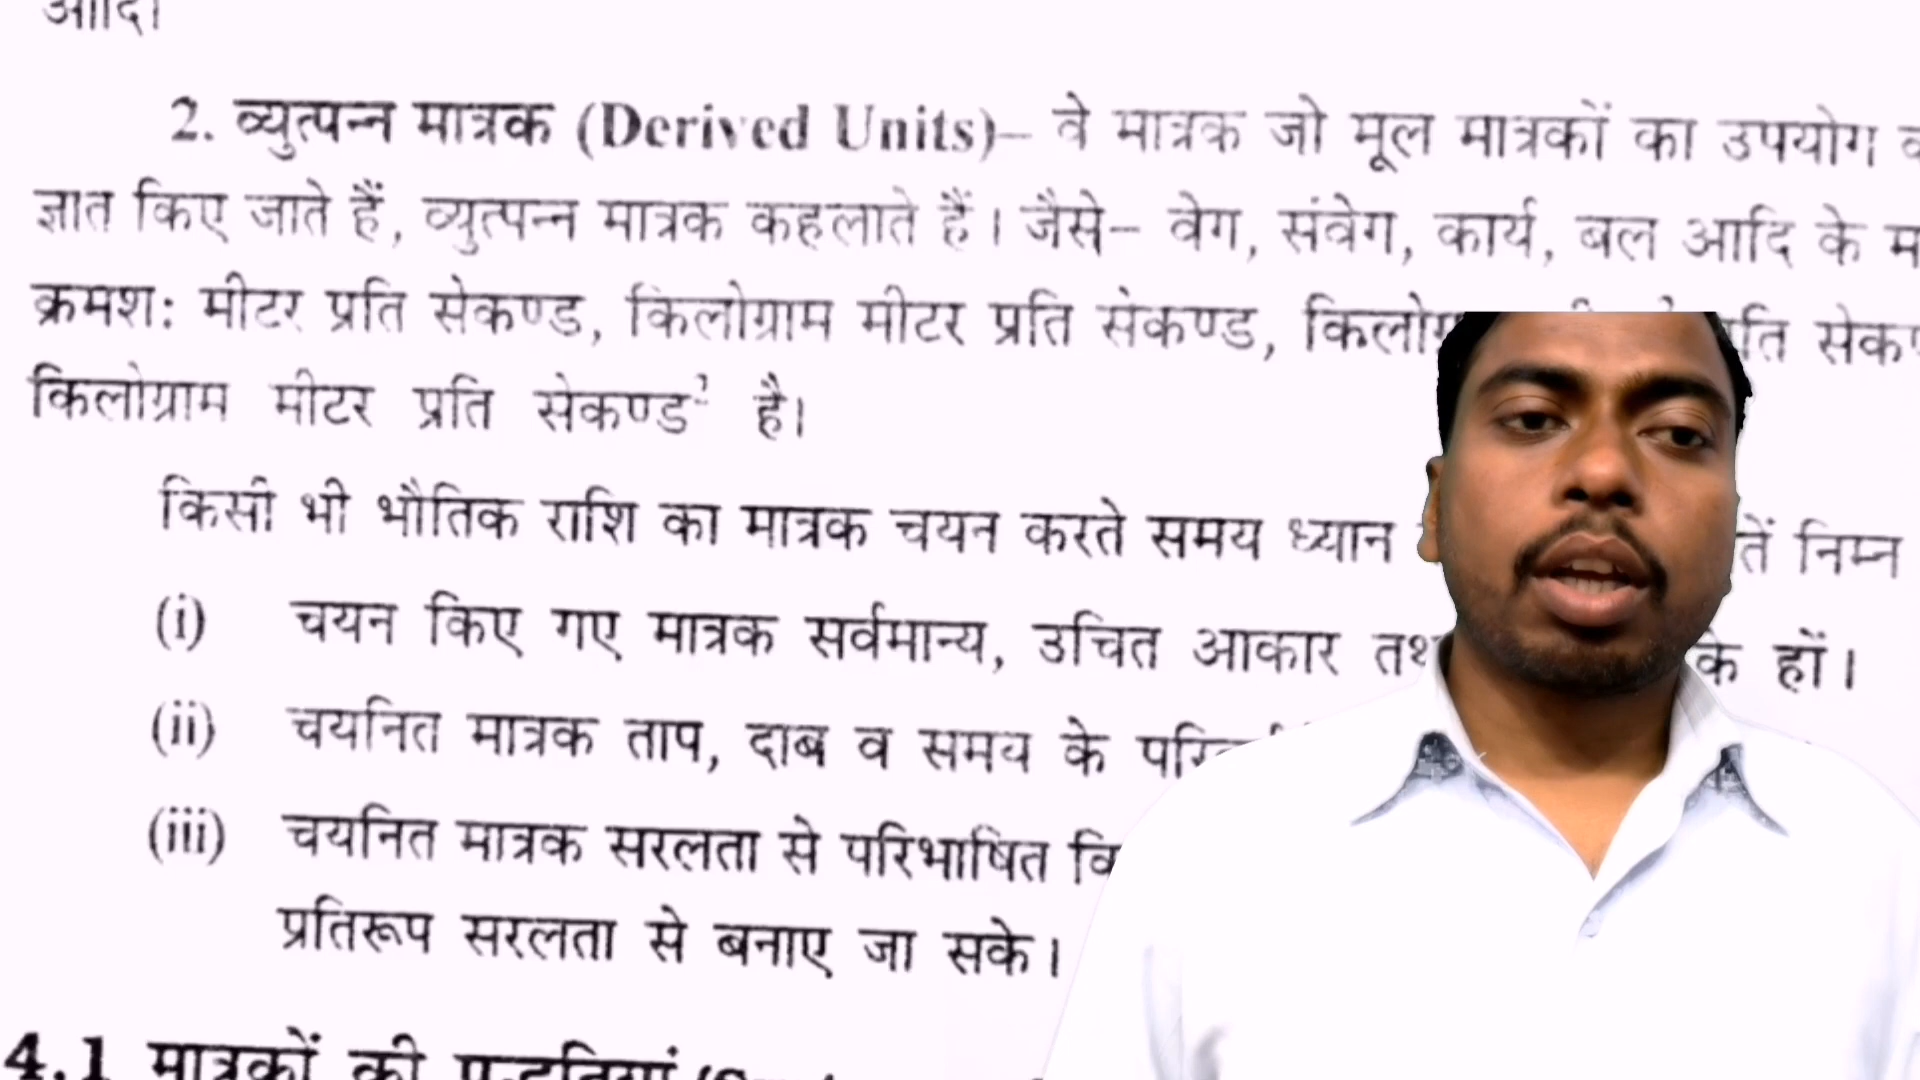 आदि।
2. व्युत्पन्न मात्रक (Derived Units)– वे मात्रक जो मूल मात्रकों का उपयोग
ज्ञात किए जाते हैं, व्युत्पन्न मात्रक कहलाते हैं। जैसे– वेग, संवेग, कार्य, बल आदि के
क्रमश: मीटर प्रति सेकण्ड, किलोग्राम मीटर प्रति सेकण्ड,
किलोग्राम मीटर प्रति सेकण्ड² है।
किसी भी भौतिक राशि का मात्रक चयन करते समय ध्यान निम्न
(i) चयन किए गए मात्रक सर्वमान्य, उचित आकार के हों।
(ii) चयनित मात्रक ताप, दाब व समय के
(iii) चयनित मात्रक सरलता से परिभाषित
प्रतिरूप सरलता से बनाए जा सके।
4.1 मात्रकों की पद्धतियां